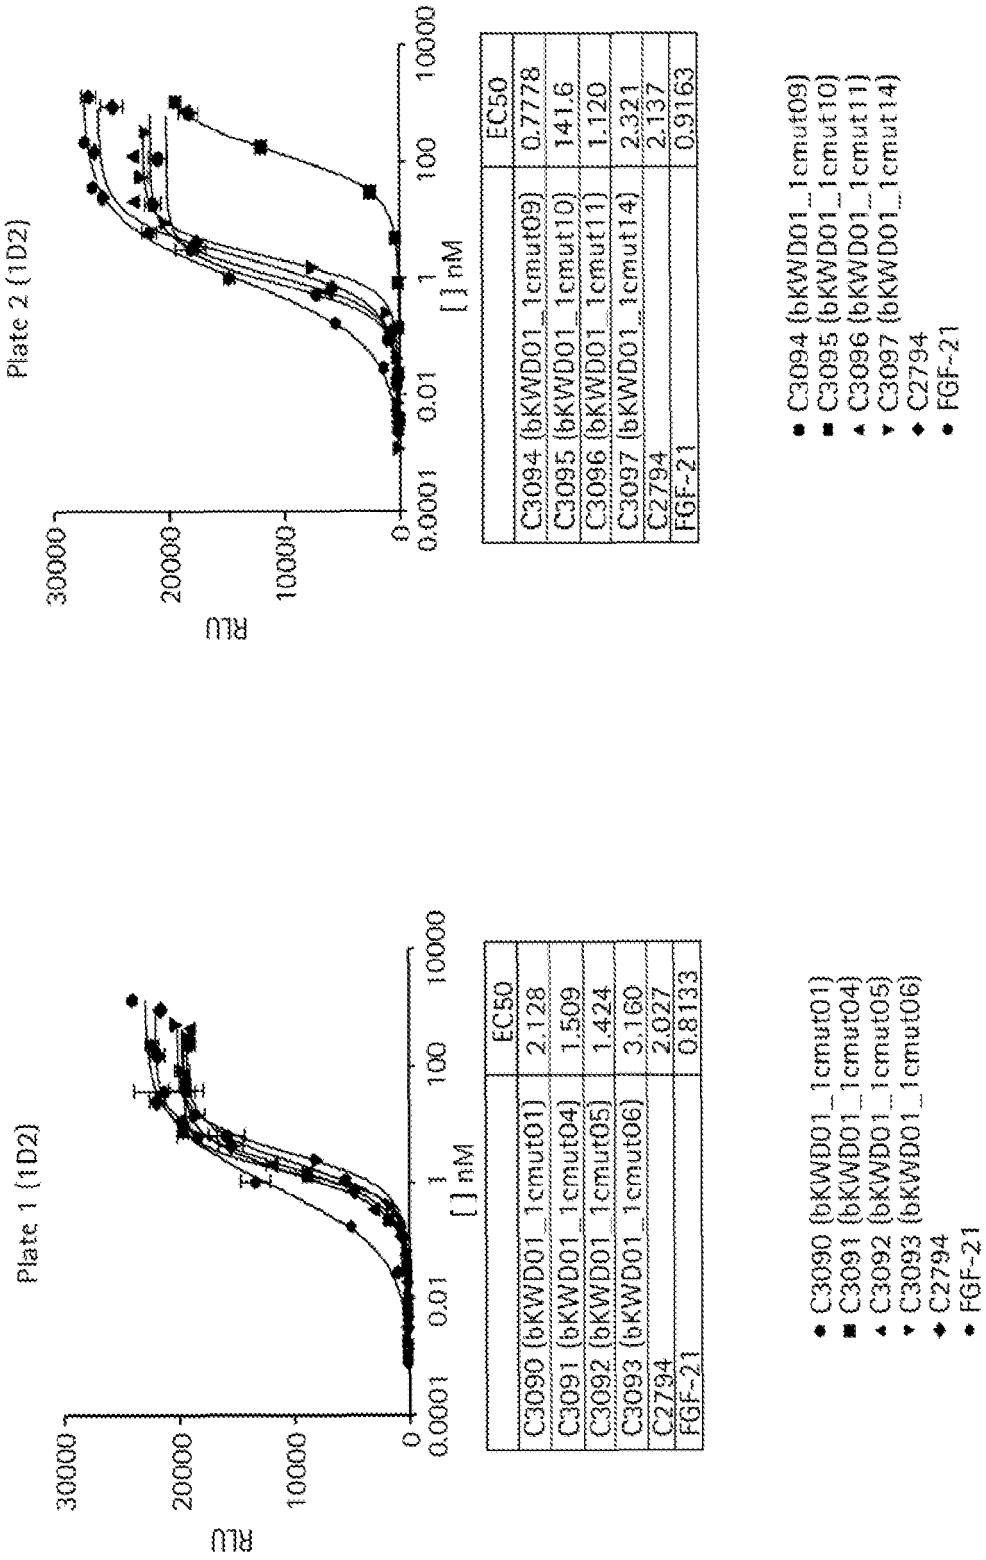 Plate 1 (1D2)
RLU
30000
20000
10000
0
0.0001
0.01
1
100
10000
[ ] nM
EC50
C3090 (bKWD01_1cmut01) 2.128
C3091 (bKWD01_1cmut04) 1.509
C3092 (bKWD01_1cmut05) 1.424
C3093 (bKWD01_1cmut06) 3.160
C2794 2.027
FGF-21 0.8133
C3090 (bKWD01_1cmut01)
C3091 (bKWD01_1cmut04)
C3092 (bKWD01_1cmut05)
C3093 (bKWD01_1cmut06)
C2794
FGF-21
Plate 2 (1D2)
RLU
30000
20000
10000
0
0.0001
0.01
1
100
10000
[ ] nM
EC50
C3094 (bKWD01_1cmut09) 0.7778
C3095 (bKWD01_1cmut10) 141.6
C3096 (bKWD01_1cmut11) 1.120
C3097 (bKWD01_1cmut14) 2.321
C2794 2.137
FGF-21 0.9163
C3094 (bKWD01_1cmut09)
C3095 (bKWD01_1cmut10)
C3096 (bKWD01_1cmut11)
C3097 (bKWD01_1cmut14)
C2794
FGF-21